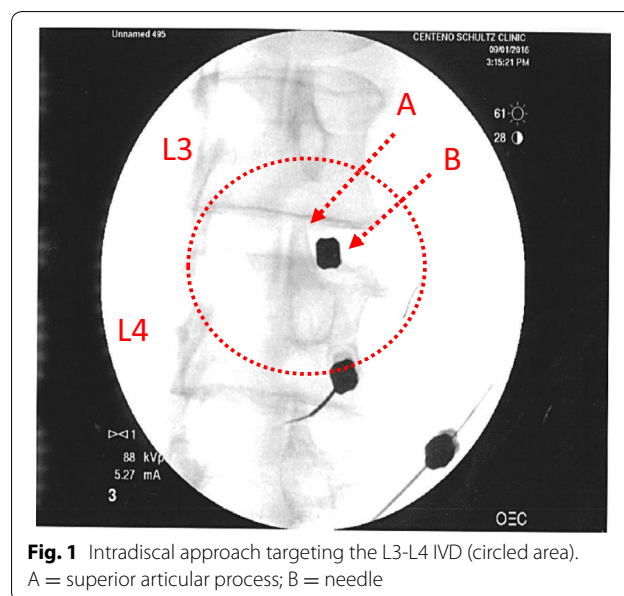 Unnamed 495
CENTENO SCHULTZ CLINIC
09/01/2016
3:15:21 PM
A
61
28
L3
B
L4
1
88 kVp
5.27 mA
3
OEC
Fig. 1 Intradiscal approach targeting the L3-L4 IVD (circled area).
A = superior articular process; B = needle